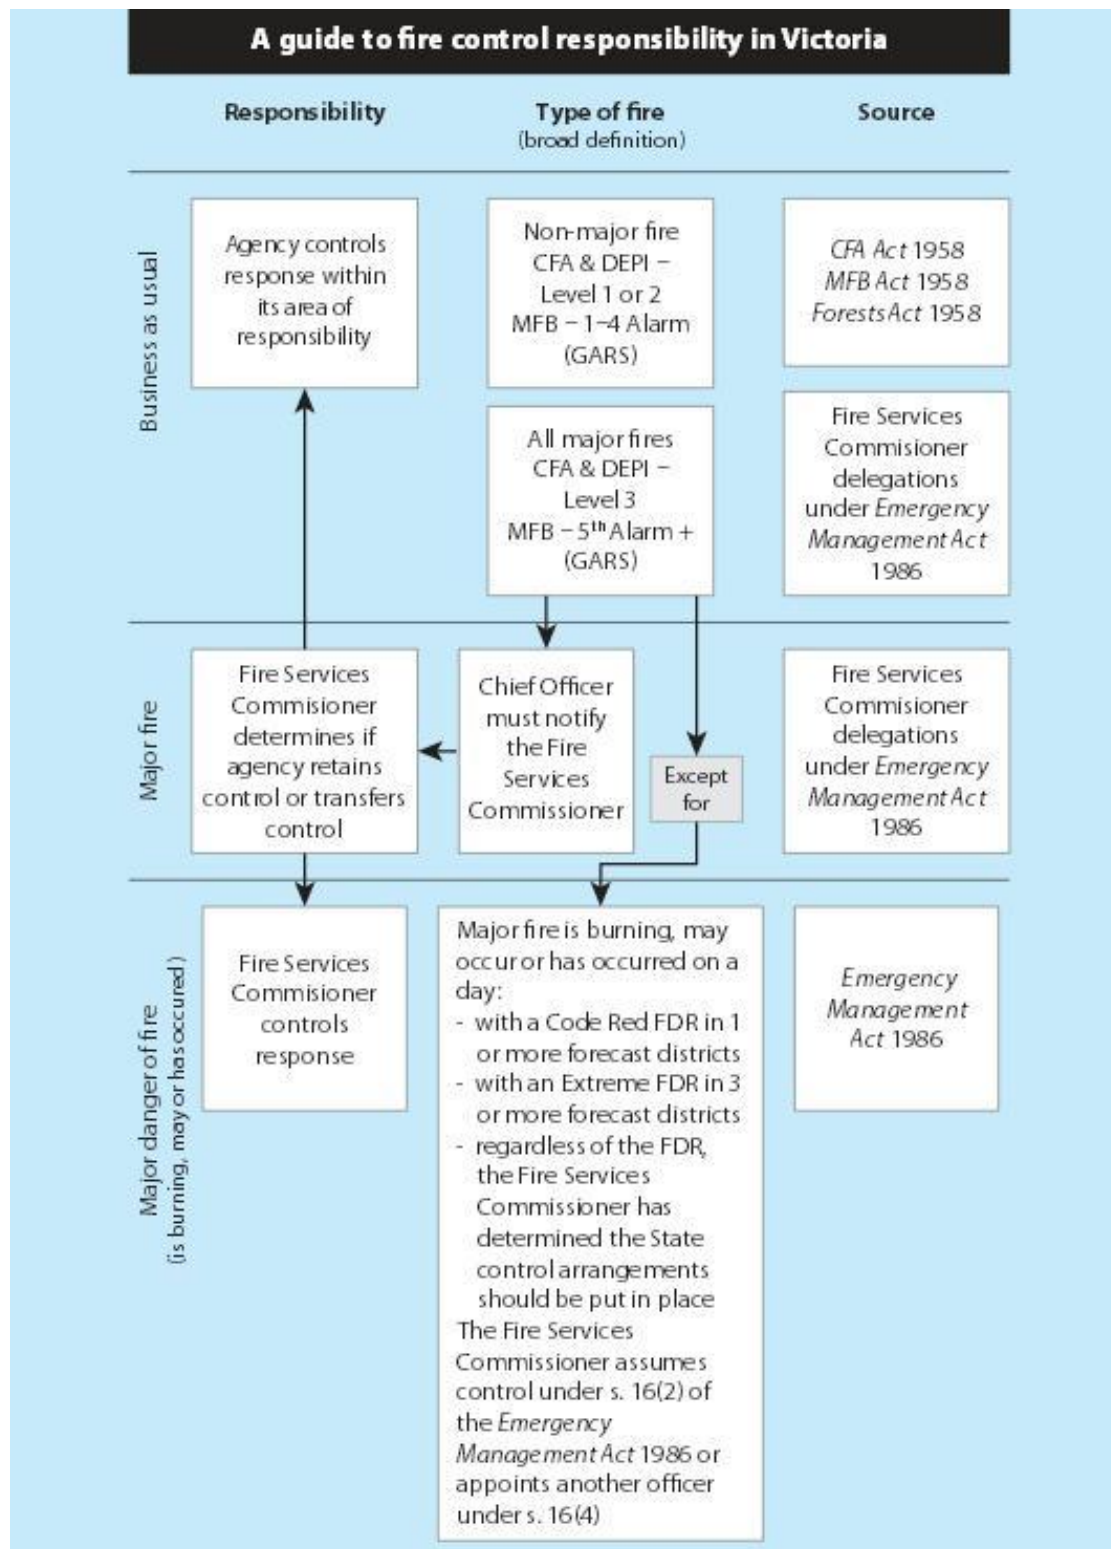 A guide to fire control responsibility in Victoria
Responsibility
Type of fire
(broad definition)
Source
Business as usual
Agency controls
response within
its area of
responsibility
Non-major fire
CFA & DEPI –
Level 1 or 2
MFB – 1–4 Alarm
(GARS)
CFA Act 1958
MFB Act 1958
Forests Act 1958
All major fires
CFA & DEPI –
Level 3
MFB – 5th Alarm +
(GARS)
Fire Services
Commisioner
delegations
under Emergency
Management Act
1986
Major fire
Fire Services
Commisioner
determines if
agency retains
control or transfers
control
Chief Officer
must notify
the Fire
Services
Commissioner
Except
for
Fire Services
Commisioner
delegations
under Emergency
Management Act
1986
Major danger of fire
(is burning, may or has occured)
Fire Services
Commisioner
controls
response
Major fire is burning, may
occur or has occurred on a
day:
- with a Code Red FDR in 1
or more forecast districts
- with an Extreme FDR in 3
or more forecast districts
- regardless of the FDR,
the Fire Services
Commissioner has
determined the State
control arrangements
should be put in place
The Fire Services
Commissioner assumes
control under s. 16(2) of
the Emergency
Management Act 1986 or
appoints another officer
under s. 16(4)
Emergency
Management
Act 1986